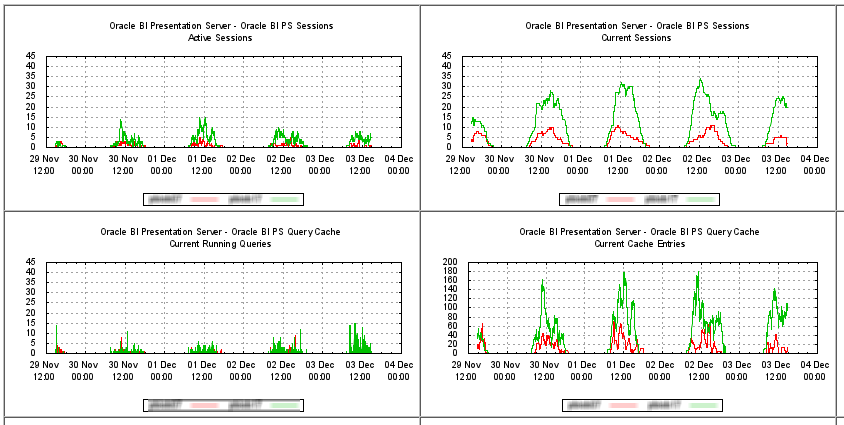 Oracle BI Presentation Server - Oracle BI PS Sessions
Active Sessions
45
40
35
30
25
20
15
10
5
0
29 Nov 30 Nov 30 Nov 01 Dec 01 Dec 02 Dec 02 Dec 03 Dec 03 Dec 04 Dec
12:00 00:00 12:00 00:00 12:00 00:00 12:00 00:00 12:00 00:00
Oracle BI Presentation Server - Oracle BI PS Sessions
Current Sessions
45
40
35
30
25
20
15
10
5
0
29 Nov 30 Nov 30 Nov 01 Dec 01 Dec 02 Dec 02 Dec 03 Dec 03 Dec 04 Dec
12:00 00:00 12:00 00:00 12:00 00:00 12:00 00:00 12:00 00:00
Oracle BI Presentation Server - Oracle BI PS Query Cache
Current Running Queries
45
40
35
30
25
20
15
10
5
0
29 Nov 30 Nov 30 Nov 01 Dec 01 Dec 02 Dec 02 Dec 03 Dec 03 Dec 04 Dec
12:00 00:00 12:00 00:00 12:00 00:00 12:00 00:00 12:00 00:00
Oracle BI Presentation Server - Oracle BI PS Query Cache
Current Cache Entries
200
180
160
140
120
100
80
60
40
20
0
29 Nov 30 Nov 30 Nov 01 Dec 01 Dec 02 Dec 02 Dec 03 Dec 03 Dec 04 Dec
12:00 00:00 12:00 00:00 12:00 00:00 12:00 00:00 12:00 00:00